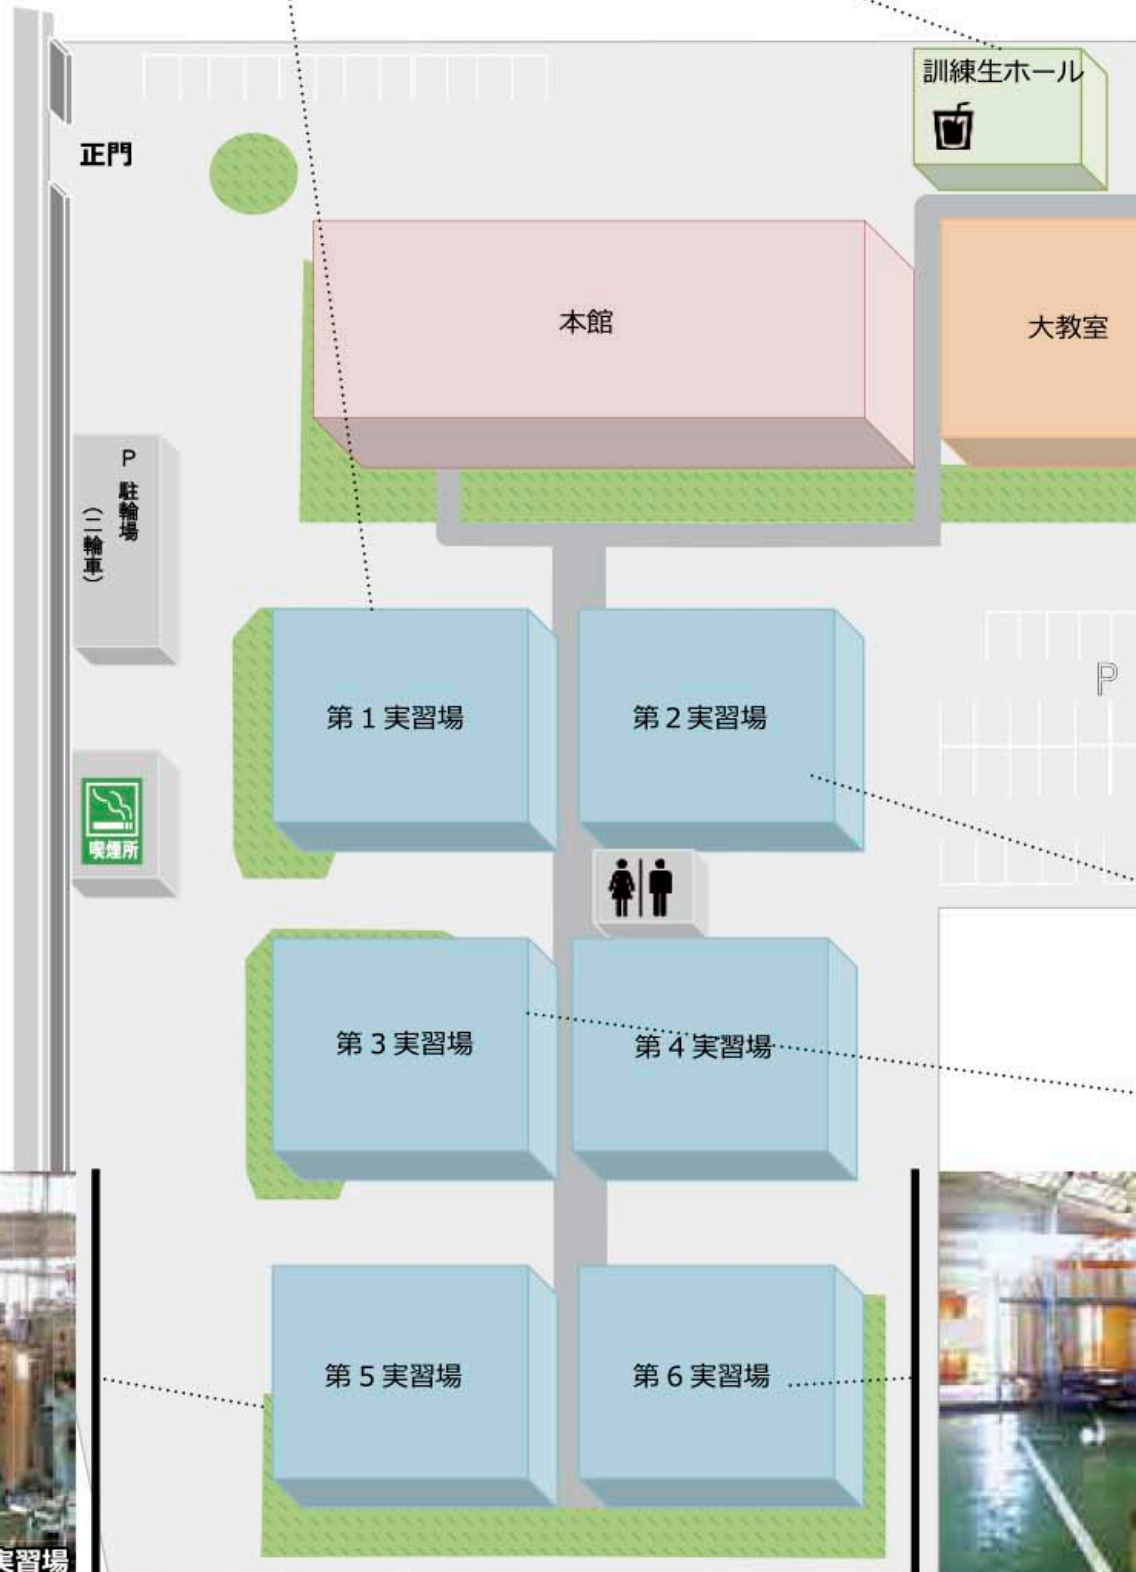 訓練生ホール
正門
本館
大教室
P 駐輪場
（二輪車）
第1実習場
第2実習場
P
喫煙所
第3実習場
第4実習場
第5実習場
第6実習場
実習場